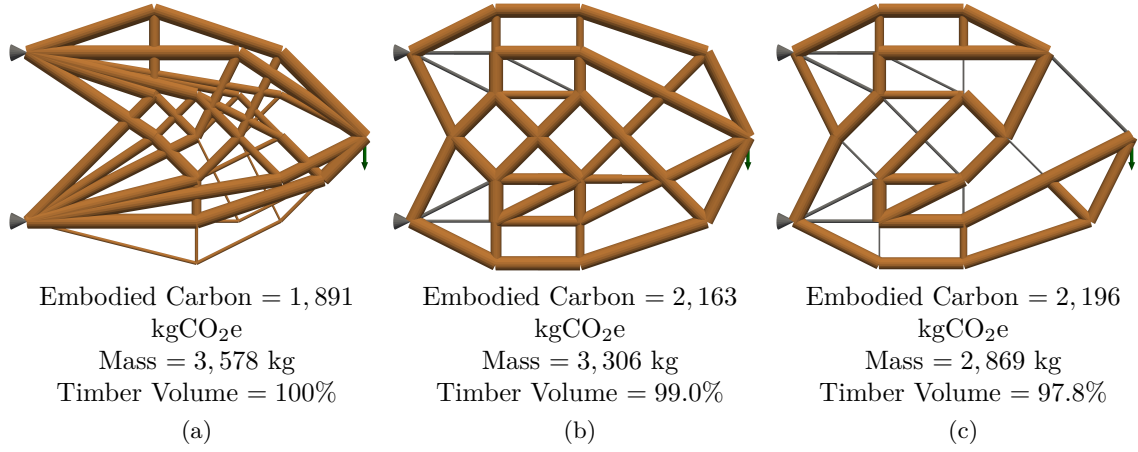 Embodied Carbon = 1, 891
kgCO₂e
Mass = 3, 578 kg
Timber Volume = 100%
(a)
Embodied Carbon = 2, 163
kgCO₂e
Mass = 3, 306 kg
Timber Volume = 99.0%
(b)
Embodied Carbon = 2, 196
kgCO₂e
Mass = 2, 869 kg
Timber Volume = 97.8%
(c)